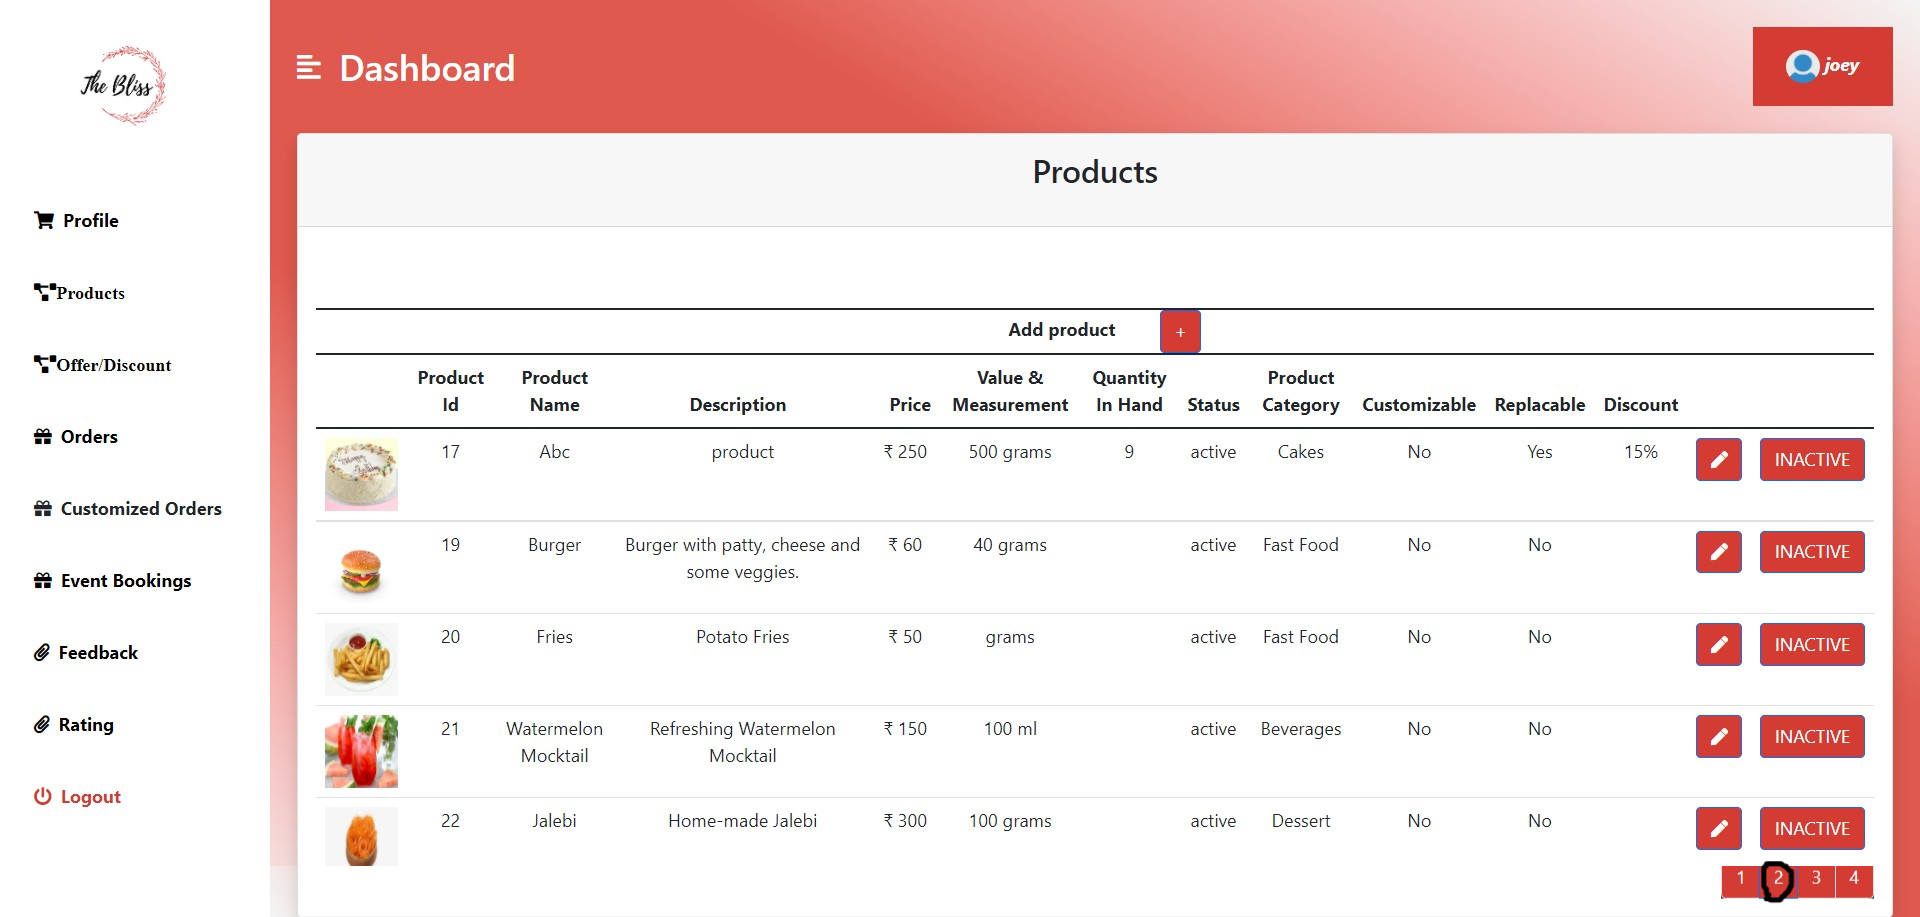 The Bliss
Dashboard
joey
Profile
Products
Offer/Discount
Orders
Customized Orders
Event Bookings
Feedback
Rating
Logout
Products
Add product +
Product Id Product Name Description Price Value & Measurement Quantity In Hand Status Product Category Customizable Replacable Discount
17 Abc product ₹ 250 500 grams 9 active Cakes No Yes 15% INACTIVE
19 Burger Burger with patty, cheese and some veggies. ₹ 60 40 grams active Fast Food No No INACTIVE
20 Fries Potato Fries ₹ 50 grams active Fast Food No No INACTIVE
21 Watermelon Mocktail Refreshing Watermelon Mocktail ₹ 150 100 ml active Beverages No No INACTIVE
22 Jalebi Home-made Jalebi ₹ 300 100 grams active Dessert No No INACTIVE
1 2 3 4